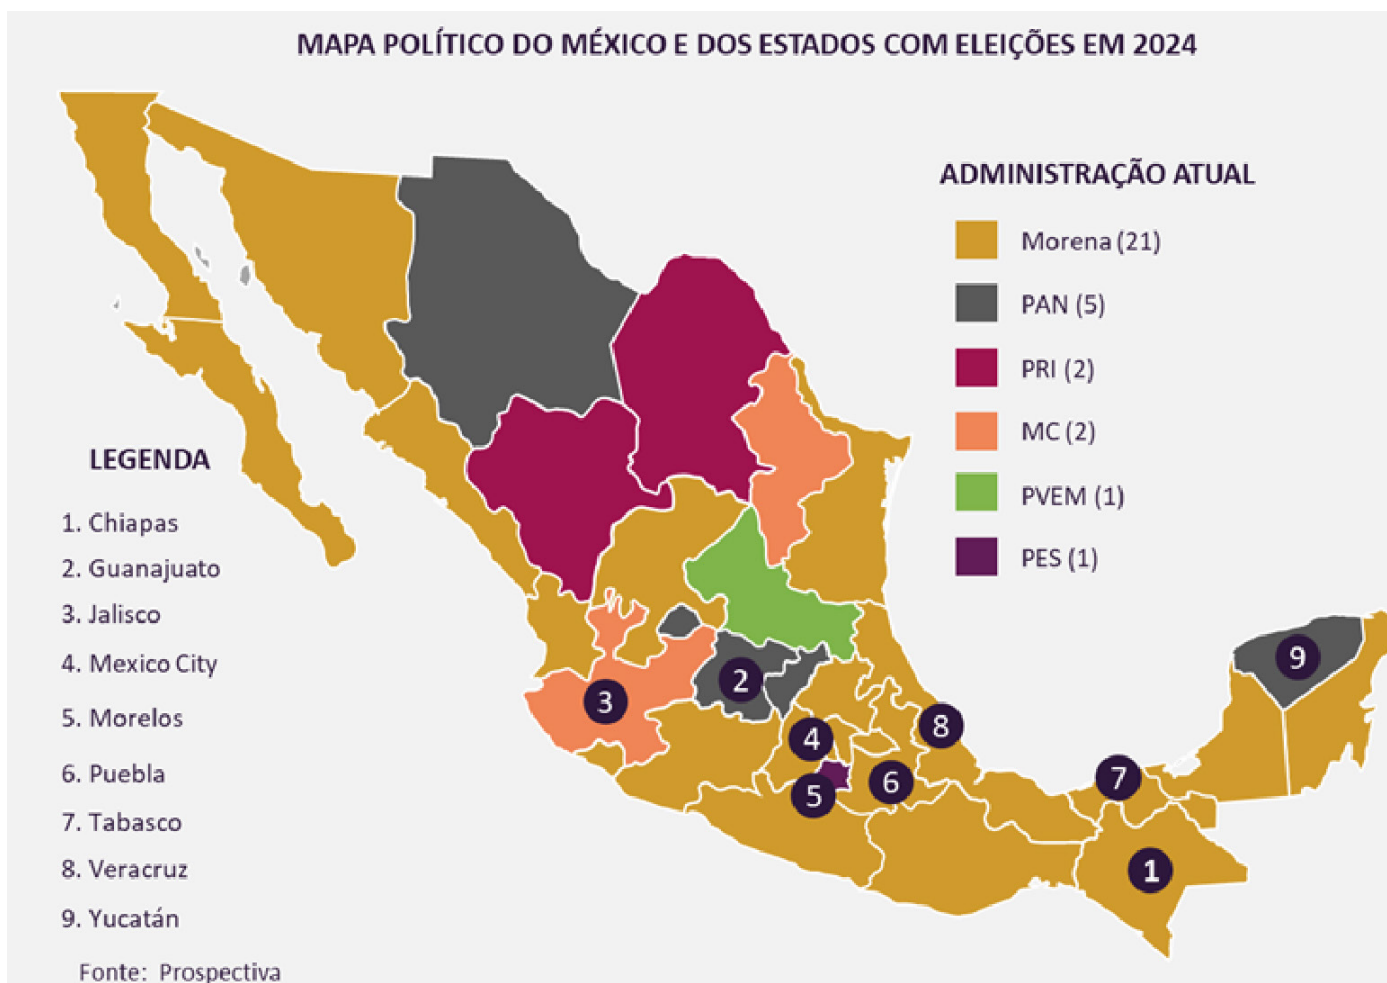 MAPA POLÍTICO DO MÉXICO E DOS ESTADOS COM ELEIÇÕES EM 2024
ADMINISTRAÇÃO ATUAL
Morena (21)
PAN (5)
PRI (2)
MC (2)
PVEM (1)
PES (1)
LEGENDA
1. Chiapas
2. Guanajuato
3. Jalisco
4. Mexico City
5. Morelos
6. Puebla
7. Tabasco
8. Veracruz
9. Yucatán
Fonte: Prospectiva
9
2
3
8
4
7
6
5
1